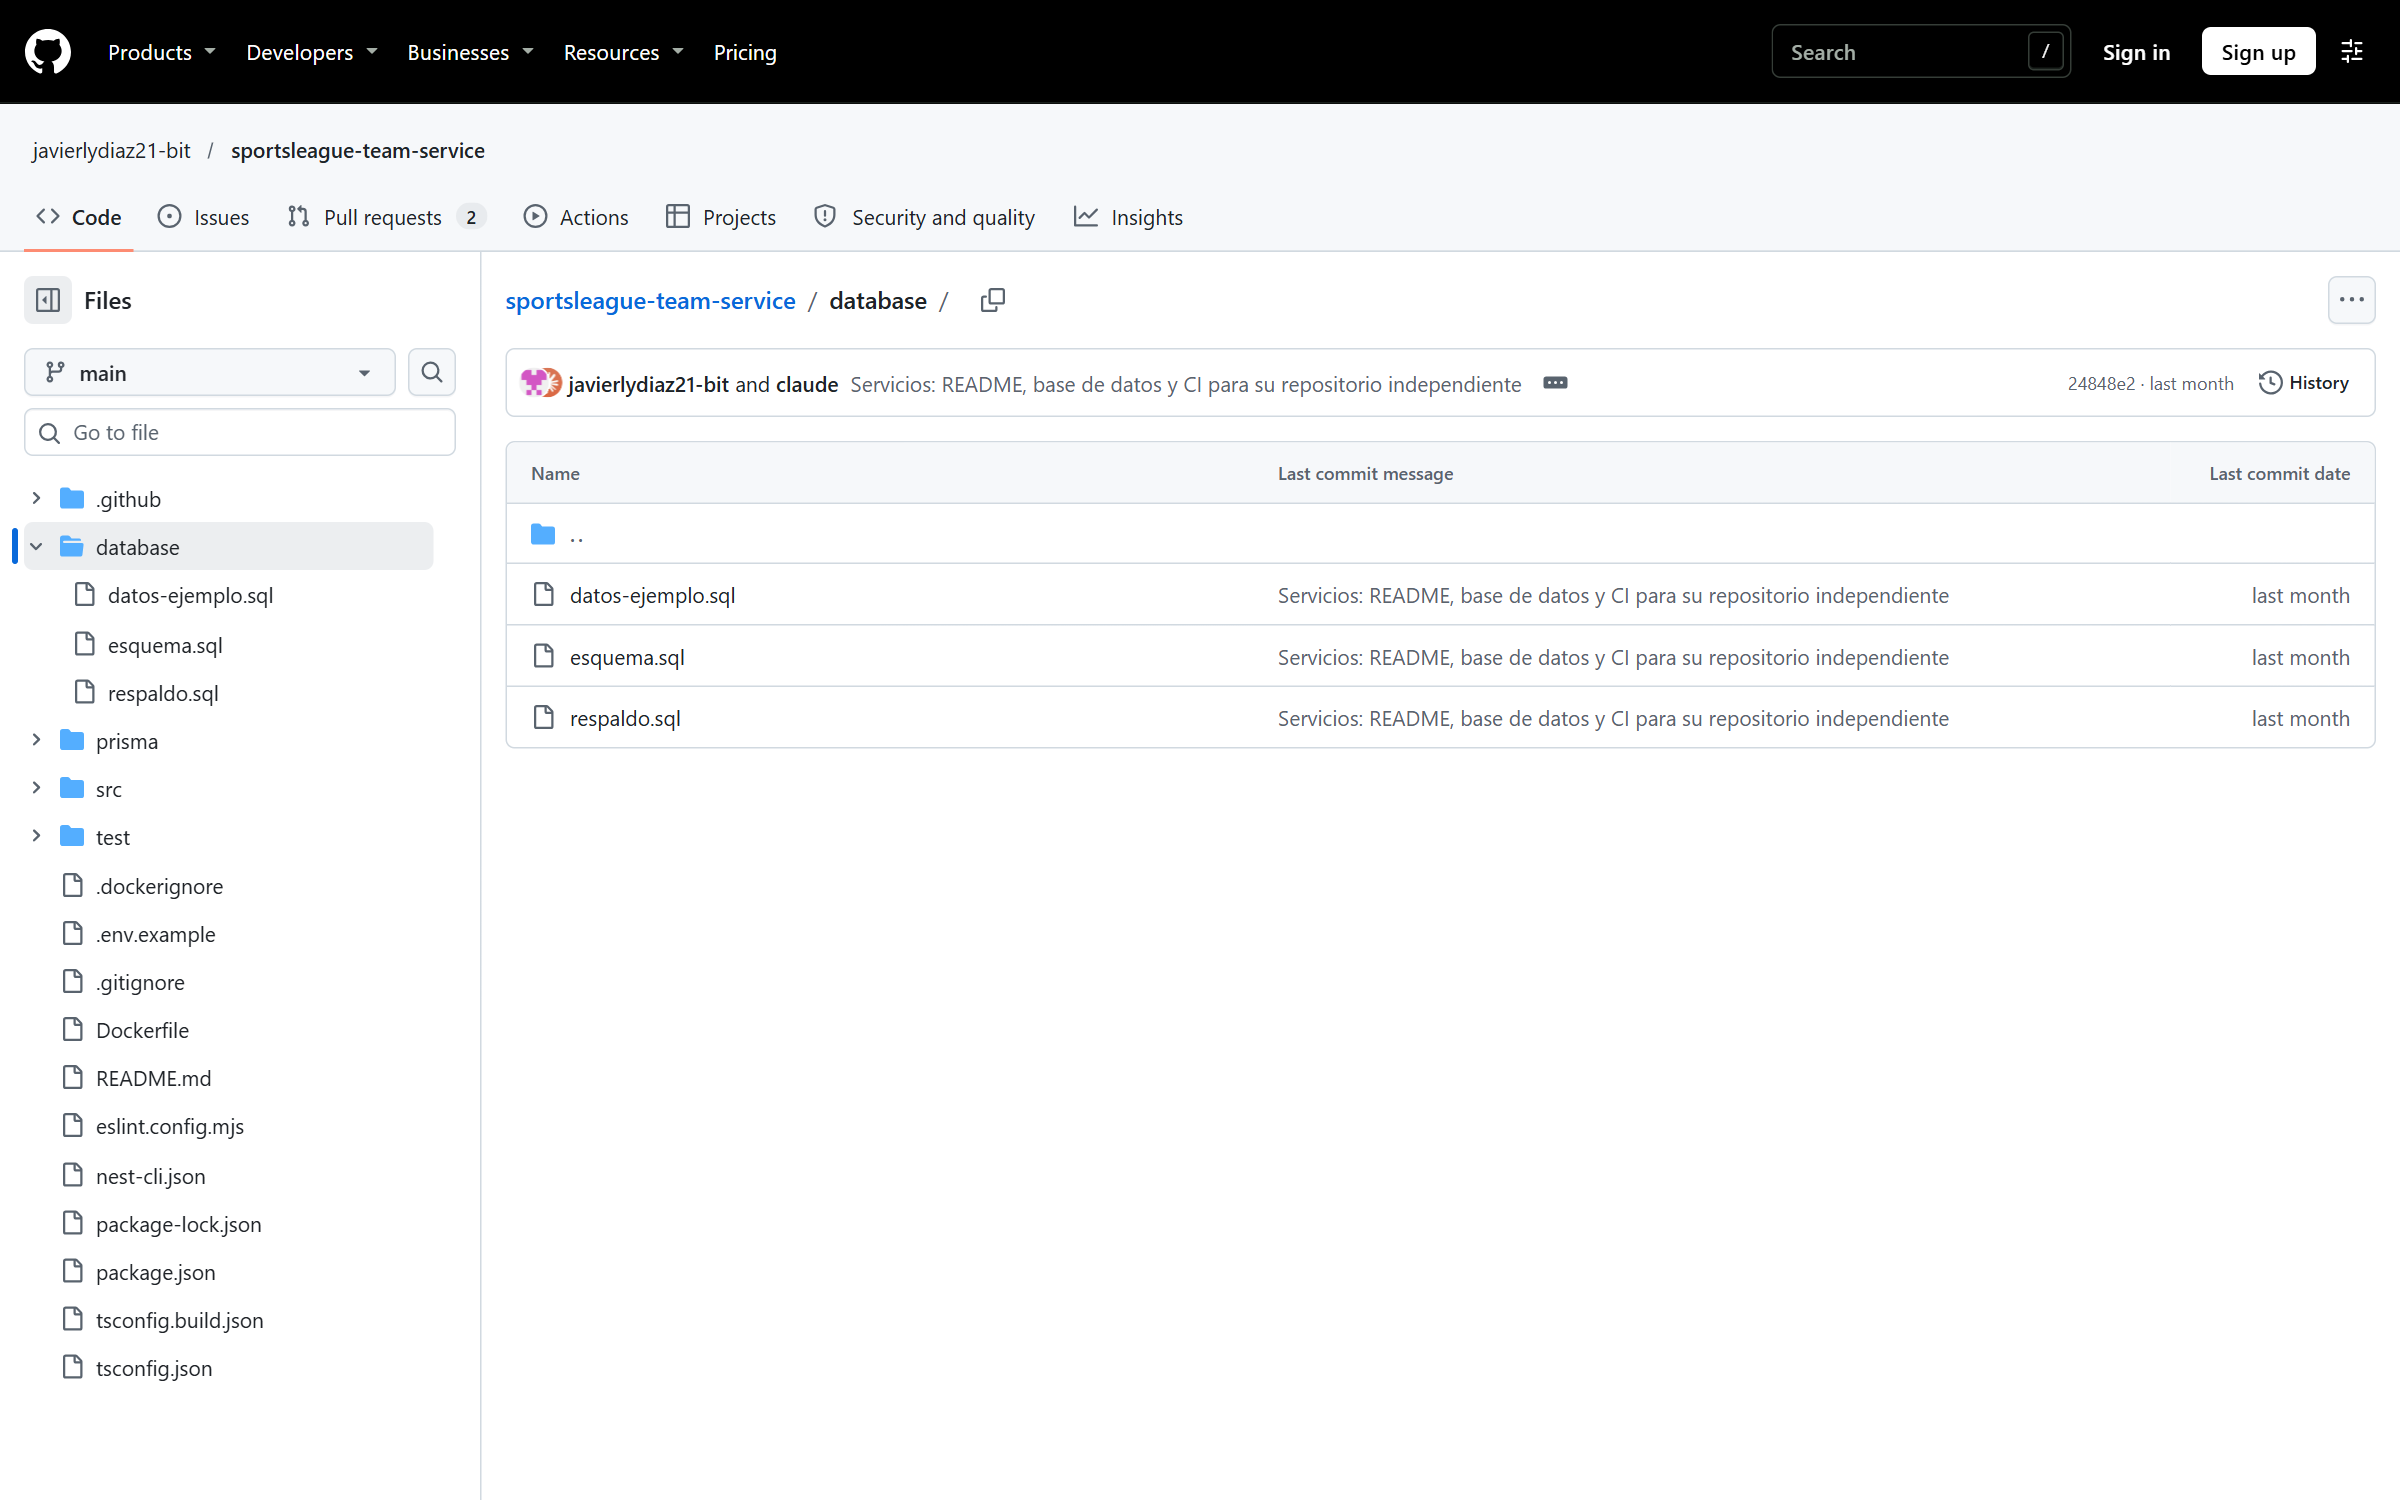 Products Developers Businesses Resources Pricing Search / Sign in Sign up
javierlydiaz21-bit / sportsleague-team-service
Code Issues Pull requests 2 Actions Projects Security and quality Insights
Files
main
Go to file
.github
database
datos-ejemplo.sql
esquema.sql
respaldo.sql
prisma
src
test
.dockerignore
.env.example
.gitignore
Dockerfile
README.md
eslint.config.mjs
nest-cli.json
package-lock.json
package.json
tsconfig.build.json
tsconfig.json
sportsleague-team-service / database /
javierlydiaz21-bit and claude Servicios: README, base de datos y CI para su repositorio independiente 24848e2 · last month History
Name Last commit message Last commit date
..
datos-ejemplo.sql Servicios: README, base de datos y CI para su repositorio independiente last month
esquema.sql Servicios: README, base de datos y CI para su repositorio independiente last month
respaldo.sql Servicios: README, base de datos y CI para su repositorio independiente last month